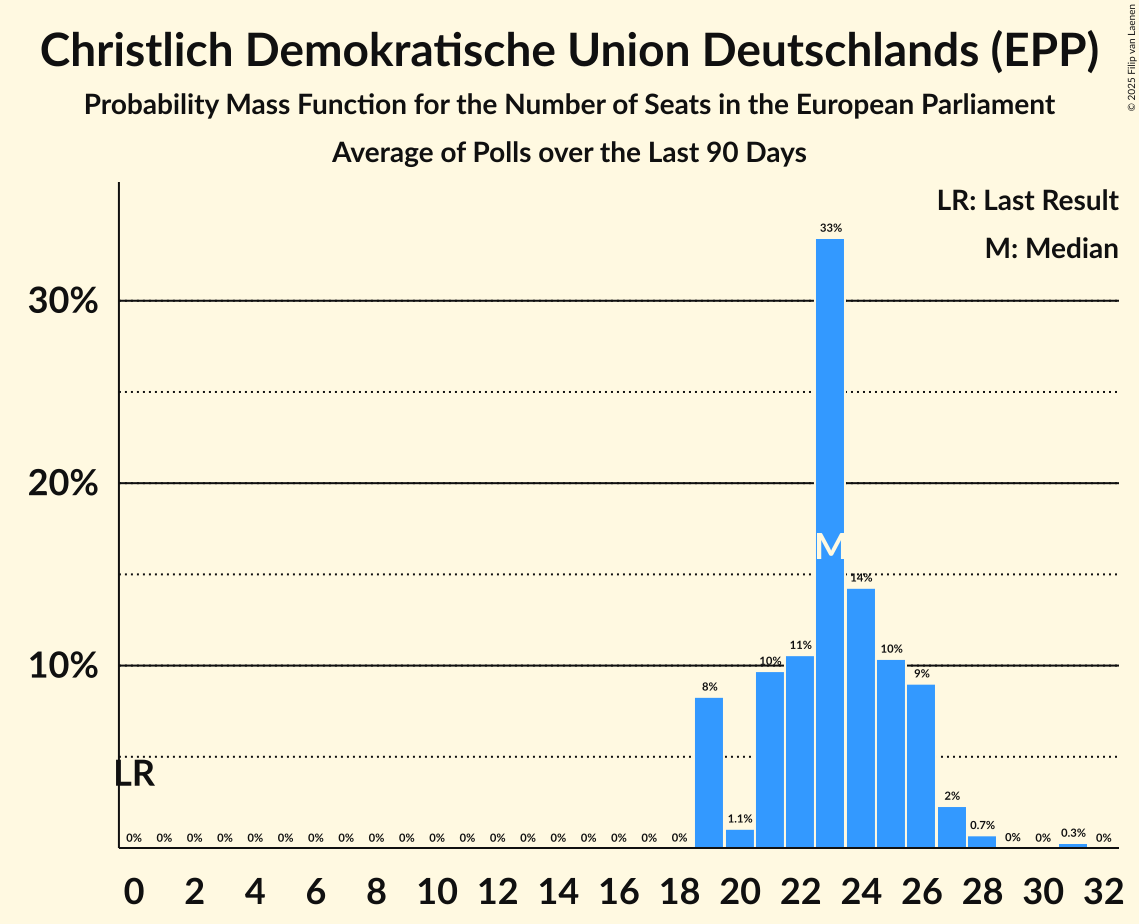 Christlich Demokratische Union Deutschlands (EPP)
Probability Mass Function for the Number of Seats in the European Parliament
Average of Polls over the Last 90 Days
© 2025 Filip van Laenen
LR: Last Result
M: Median
33%
30%
20%
M
14%
11%
10%
10%
10%
9%
8%
LR
2%
1.1%
0.7%
0.3%
0% 0% 0% 0% 0% 0% 0% 0% 0% 0% 0% 0% 0% 0% 0% 0% 0% 0% 0% 0% 0% 0%
0 2 4 6 8 10 12 14 16 18 20 22 24 26 28 30 32